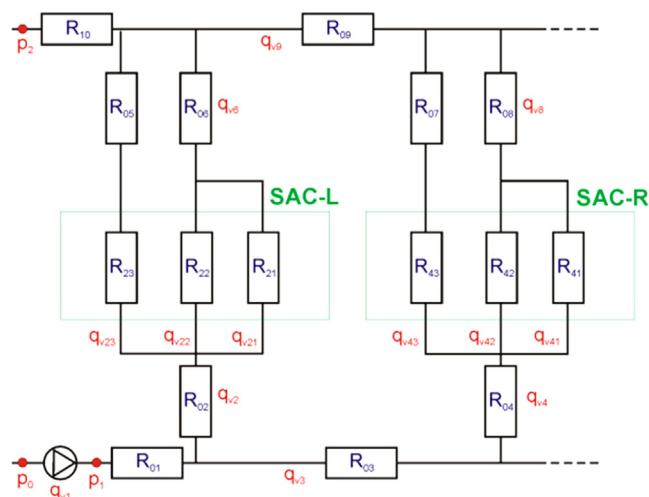 R10
R09
p2
qv9
R05
R06
qv6
R07
R08
qv8
SAC-L
SAC-R
R23
R22
R21
R43
R42
R41
qv23
qv22
qv21
qv43
qv42
qv41
R02
qv2
R04
qv4
R01
R03
p0
p1
qv3
qv1